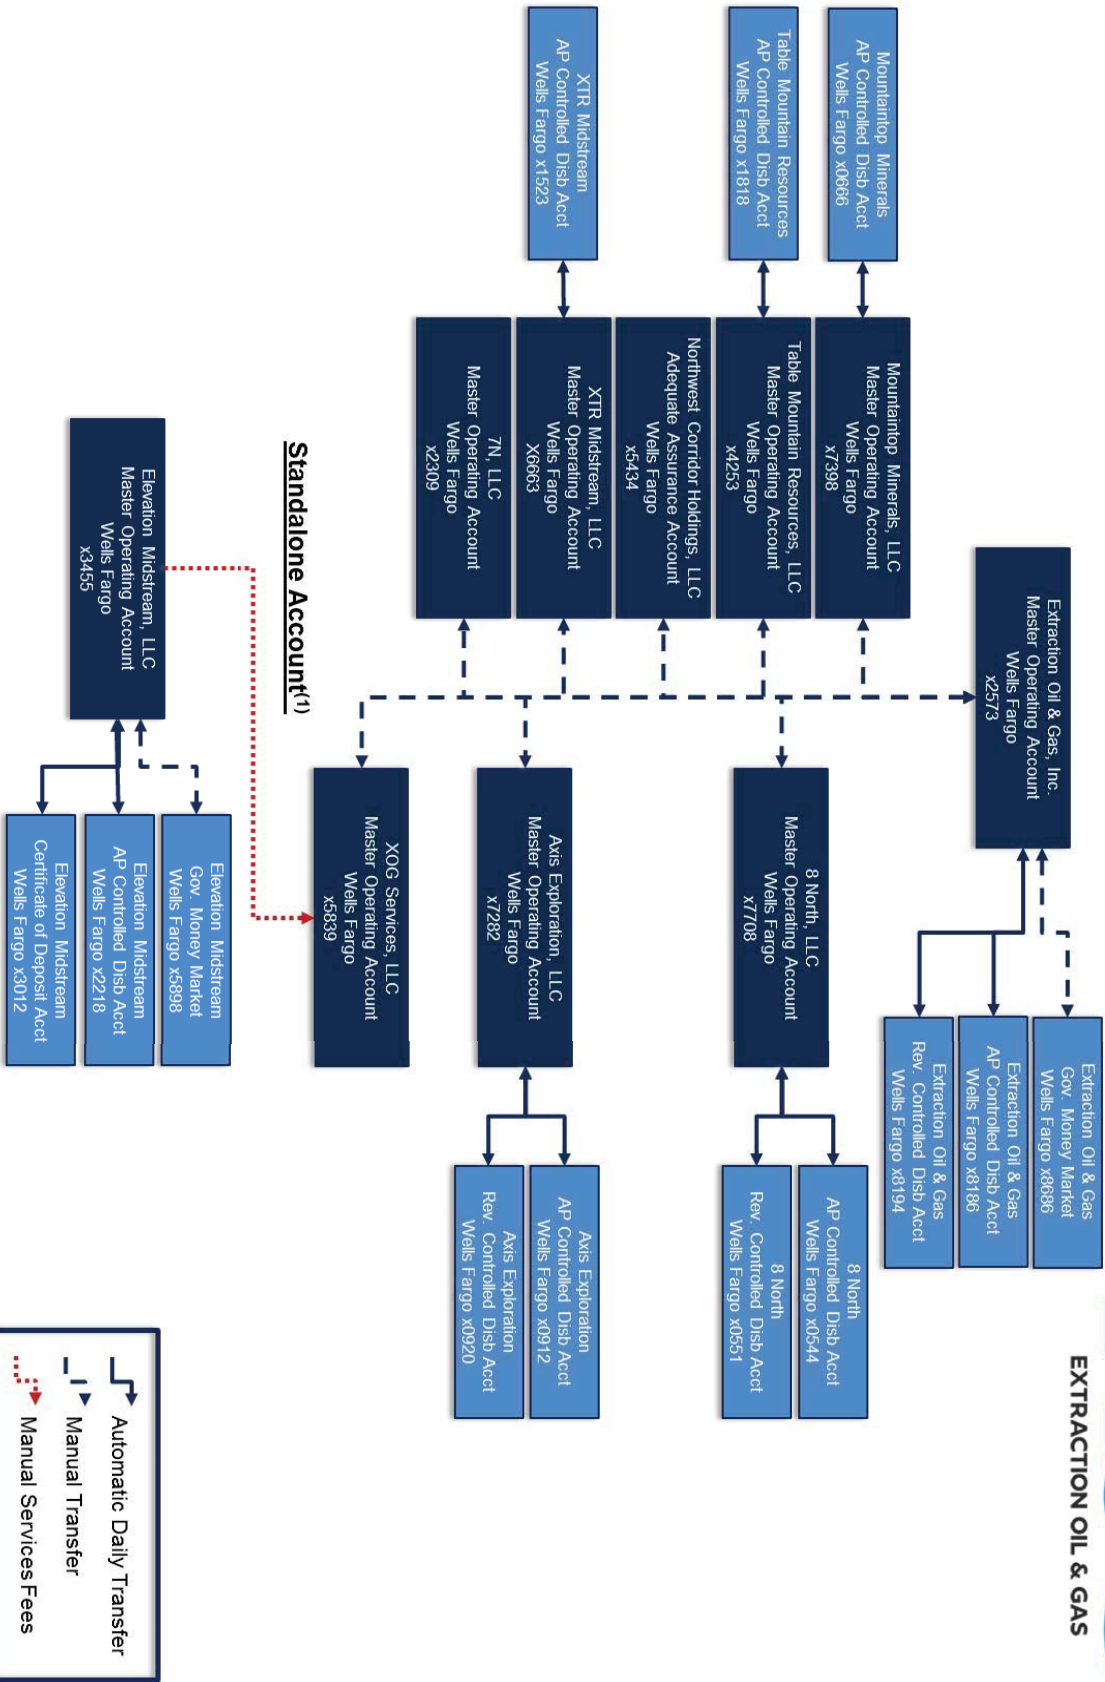 EXTRACTION OIL & GAS
Extraction Oil & Gas, Inc.
Master Operating Account
Wells Fargo
x2573
Extraction Oil & Gas
Gov. Money Market
Wells Fargo x8686
Extraction Oil & Gas
AP Controlled Disb Acct
Wells Fargo x8186
Extraction Oil & Gas
Rev. Controlled Disb Acct
Wells Fargo x8194
Mountaintop Minerals
AP Controlled Disb Acct
Wells Fargo x0666
Mountaintop Minerals, LLC
Master Operating Account
Wells Fargo
x7398
Table Mountain Resources
AP Controlled Disb Acct
Wells Fargo x1818
Table Mountain Resources, LLC
Master Operating Account
Wells Fargo
x4253
8 North, LLC
Master Operating Account
Wells Fargo
x7708
8 North
AP Controlled Disb Acct
Wells Fargo x0544
8 North
Rev. Controlled Disb Acct
Wells Fargo x0551
Northwest Corridor Holdings, LLC
Adequate Assurance Account
Wells Fargo
x5434
XTR Midstream
AP Controlled Disb Acct
Wells Fargo x1523
XTR Midstream, LLC
Master Operating Account
Wells Fargo
X6663
Axis Exploration, LLC
Master Operating Account
Wells Fargo
x7282
Axis Exploration
AP Controlled Disb Acct
Wells Fargo x0912
Axis Exploration
Rev. Controlled Disb Acct
Wells Fargo x0920
7N, LLC
Master Operating Account
Wells Fargo
x2309
XOG Services, LLC
Master Operating Account
Wells Fargo
x5839
Standalone Account(1)
Elevation Midstream, LLC
Master Operating Account
Wells Fargo
x3455
Elevation Midstream
Gov. Money Market
Wells Fargo x5898
Elevation Midstream
AP Controlled Disb Acct
Wells Fargo x2218
Elevation Midstream
Certificate of Deposit Acct
Wells Fargo x3012
Automatic Daily Transfer
Manual Transfer
Manual Services Fees